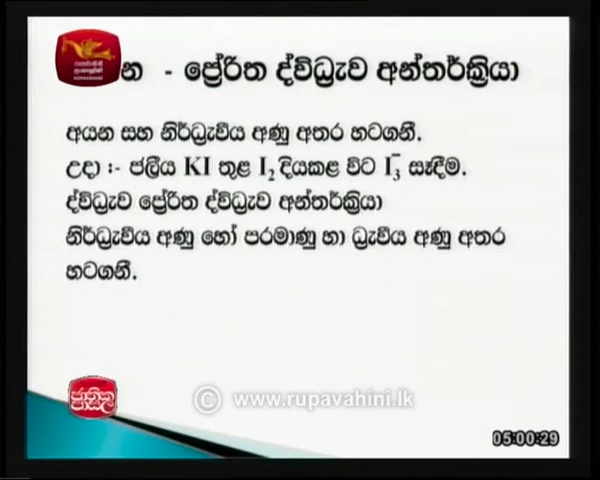 න - ප්‍රේරිත ද්විධ්‍රැව අන්තර්ක්‍රියා
අයන සහ නිර්ධ්‍රැවීය අණු අතර හටගනී.
උදා :- ජලීය KI තුළ I₂ දියකළ විට I₃⁻ සෑදීම.
ද්විධ්‍රැව ප්‍රේරිත ද්විධ්‍රැව අන්තර්ක්‍රියා
නිර්ධ්‍රැවීය අණු හෝ පරමාණු හා ධ්‍රැවීය අණු අතර
හටගනී.
ජාතික
පාසල
© www.rupavahini.lk
05:00:29